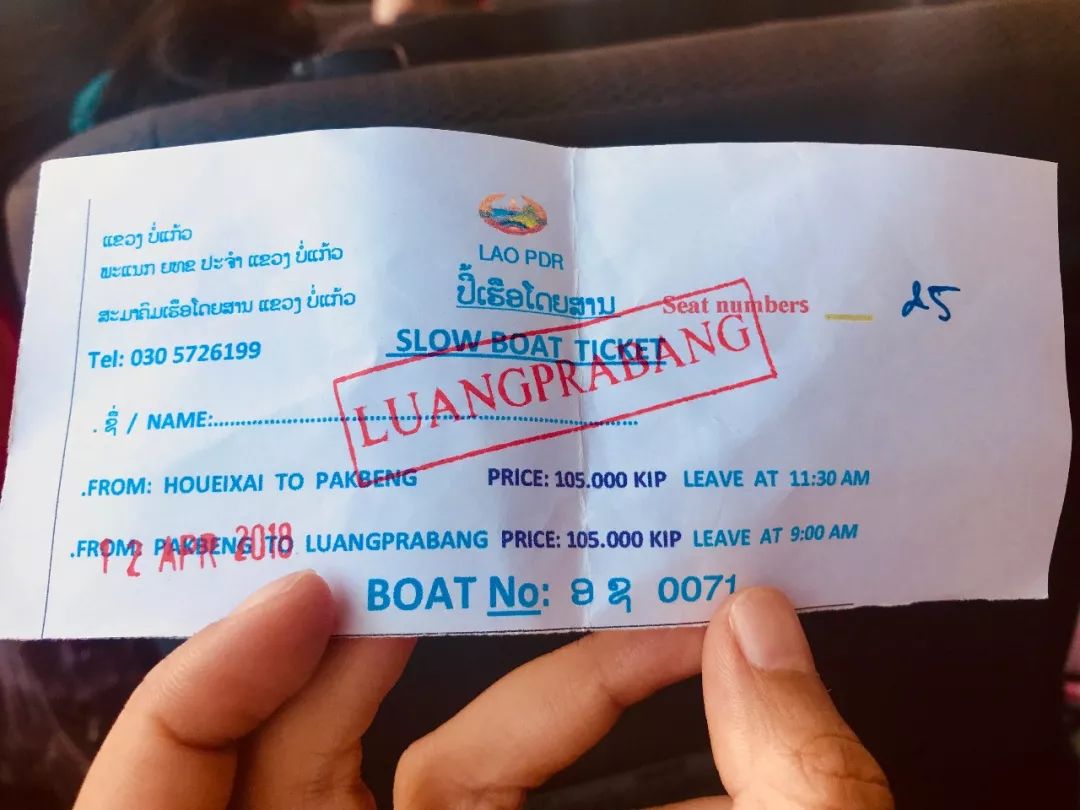 ແຂວງ ບໍ່ແກ້ວ
ພະແນກ ຍທຂ ປະຈຳ ແຂວງ ບໍ່ແກ້ວ
ສະມາຄົມເຮືອໂດຍສານ ແຂວງ ບໍ່ແກ້ວ
Tel: 030 5726199
LAO PDR
ປີ້ເຮືອໂດຍສານ
SLOW BOAT TICKET
Seat numbers 25
LUANGPRABANG
. ຊື່ / NAME:
.FROM: HOUEIXAI TO PAKBENG PRICE: 105.000 KIP LEAVE AT 11:30 AM
.FROM: PAKBENG TO LUANGPRABANG PRICE: 105.000 KIP LEAVE AT 9:00 AM
12 APR 2018
BOAT No: ອ ຊ 0071